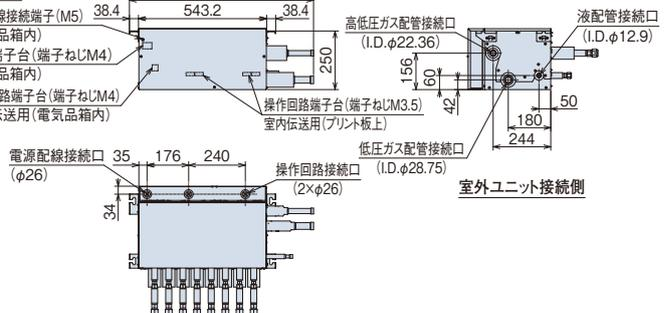 38.4
543.2
38.4
線接続端子(M5)
品箱内)
端子台(端子ねじM4)
品箱内)
路端子台(端子ねじM4)
伝送用(電気品箱内)
250
操作回路端子台(端子ねじM3.5)
室内伝送用(プリント板上)
高低圧ガス配管接続口
(I.D.φ22.36)
液配管接続口
(I.D.φ12.9)
156
60
42
50
180
244
低圧ガス配管接続口
(I.D.φ28.75)
室外ユニット接続側
電源配線接続口
(φ26)
35
176
240
操作回路接続口
(2×φ26)
34